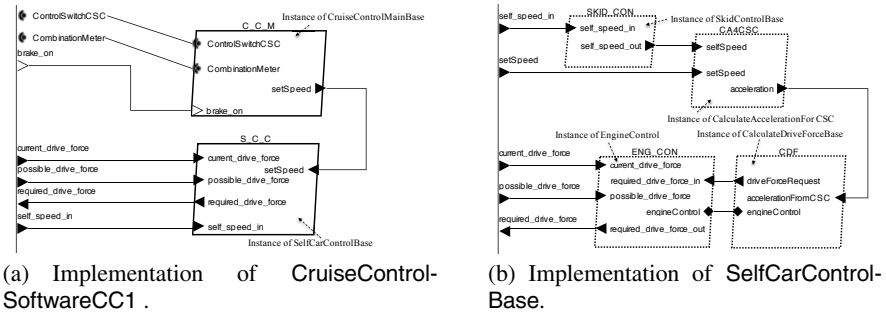 C_C_M
Instance of CruiseControlMainBase
ControlSwitchCSC
ControlSwitchCSC
CombinationMeter
CombinationMeter
brake_on
setSpeed
brake_on
S_C_C
current_drive_force
current_drive_force
setSpeed
possible_drive_force
possible_drive_force
required_drive_force
required_drive_force
self_speed_in
self_speed_in
Instance of SelfCarControlBase
(a) Implementation of CruiseControl-
SoftwareCC1 .
SKID_CON
Instance of SkidControlBase
self_speed_in
self_speed_in
self_speed_out
CA4CSC
selfSpeed
setSpeed
setSpeed
acceleration
Instance of CalculateAccelerationFor CSC
Instance of EngineControl
Instance of CalculateDriveForceBase
ENG_CON
CDF
current_drive_force
current_drive_force
required_drive_force_in
driveForceRequest
possible_drive_force
possible_drive_force
accelerationFromCSC
engineControl
engineControl
required_drive_force
required_drive_force_out
(b) Implementation of SelfCarControl-
Base.